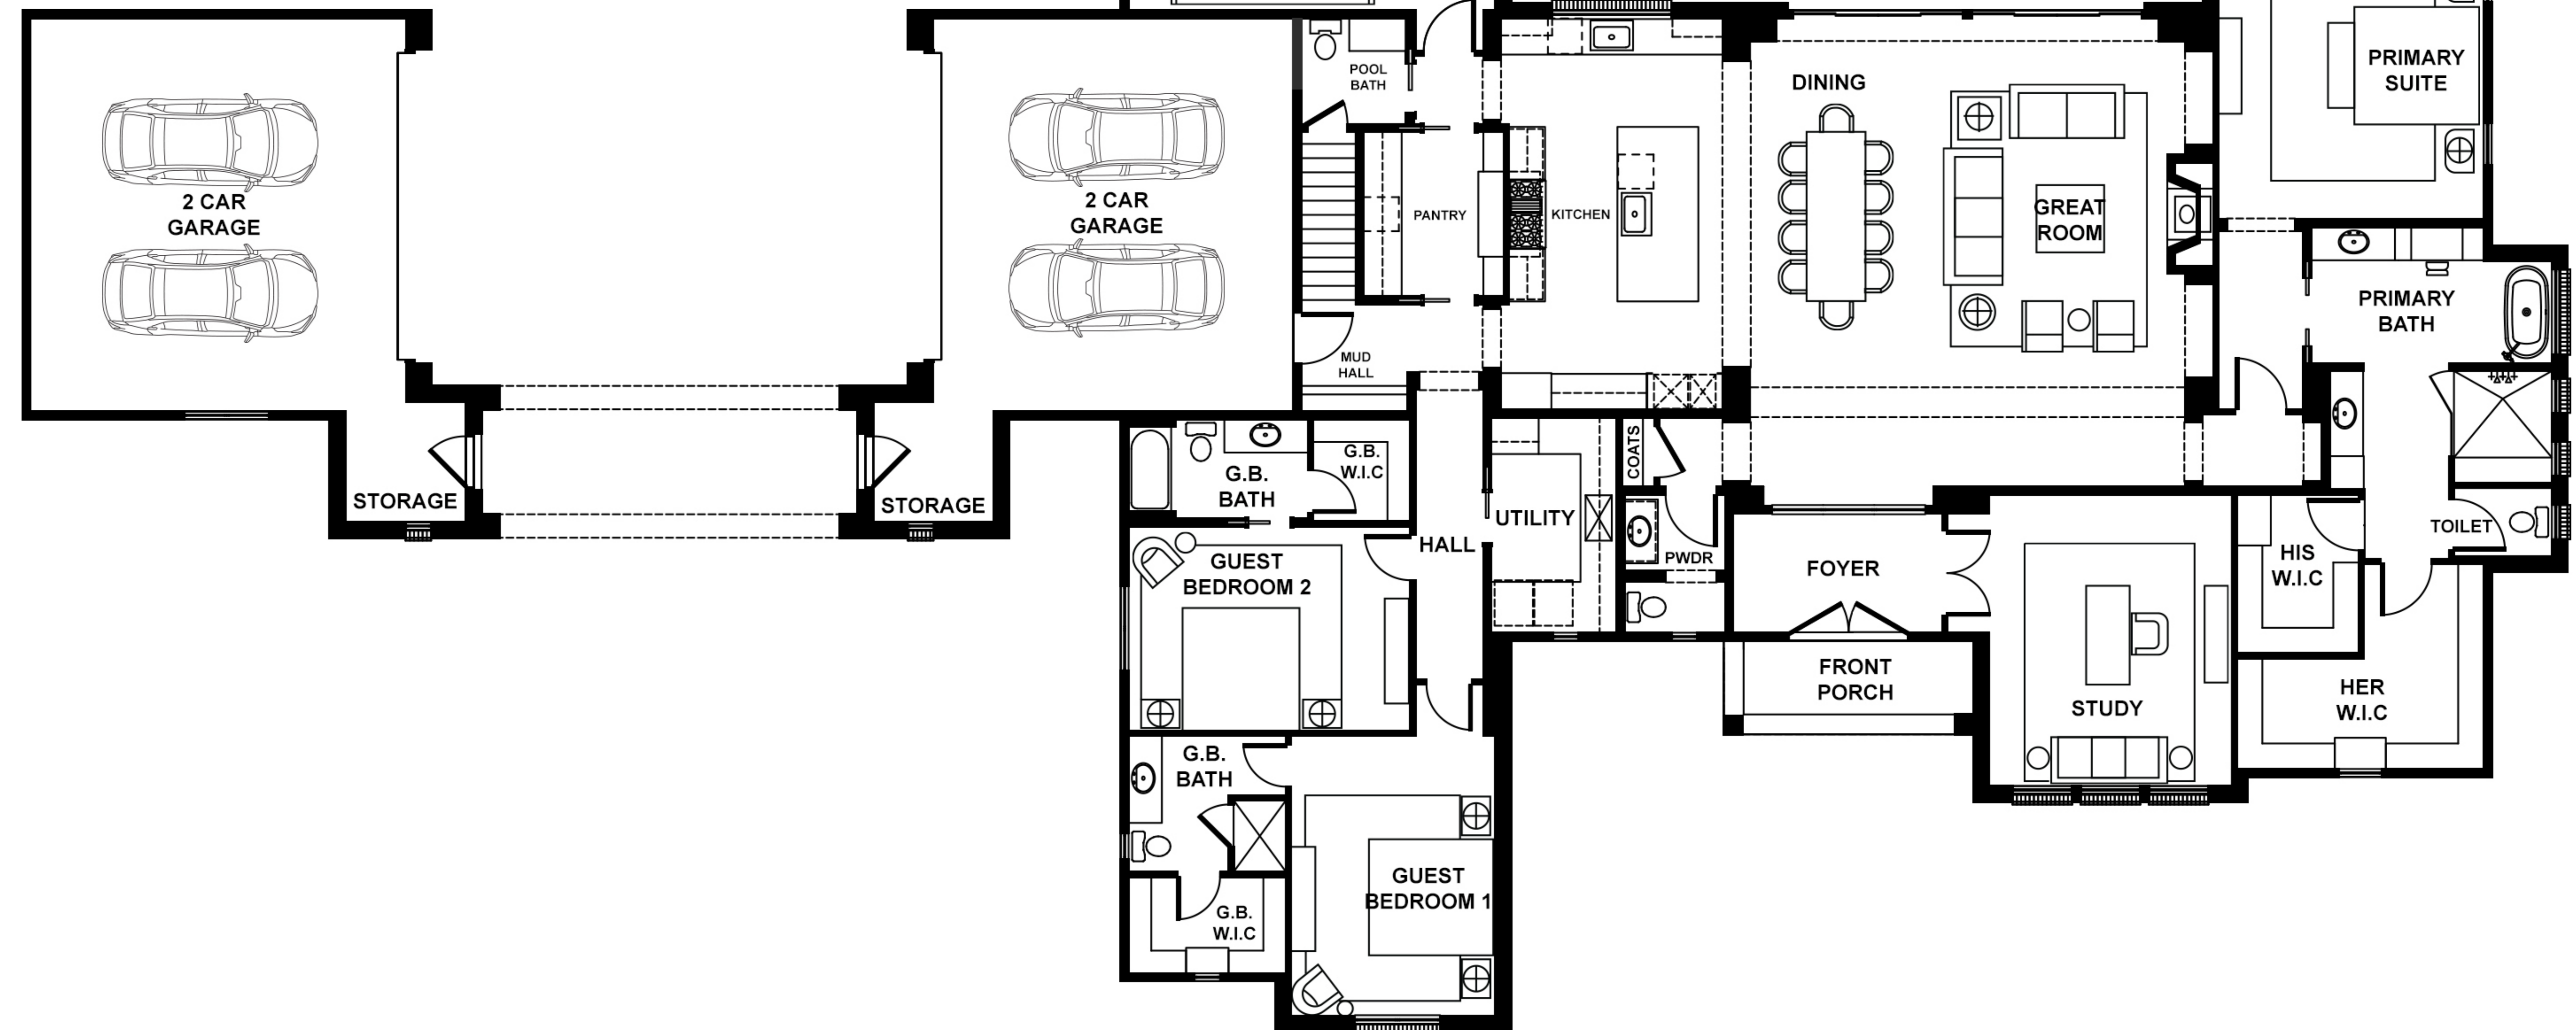 2 CAR
GARAGE
STORAGE
STORAGE
2 CAR
GARAGE
POOL
BATH
PANTRY
MUD
HALL
KITCHEN
DINING
GREAT
ROOM
PRIMARY
SUITE
PRIMARY
BATH
G.B.
BATH
G.B.
W.I.C
GUEST
BEDROOM 2
HALL
UTILITY
COATS
PWDR
FOYER
FRONT
PORCH
STUDY
HIS
W.I.C
TOILET
HER
W.I.C
G.B.
BATH
G.B.
W.I.C
GUEST
BEDROOM 1